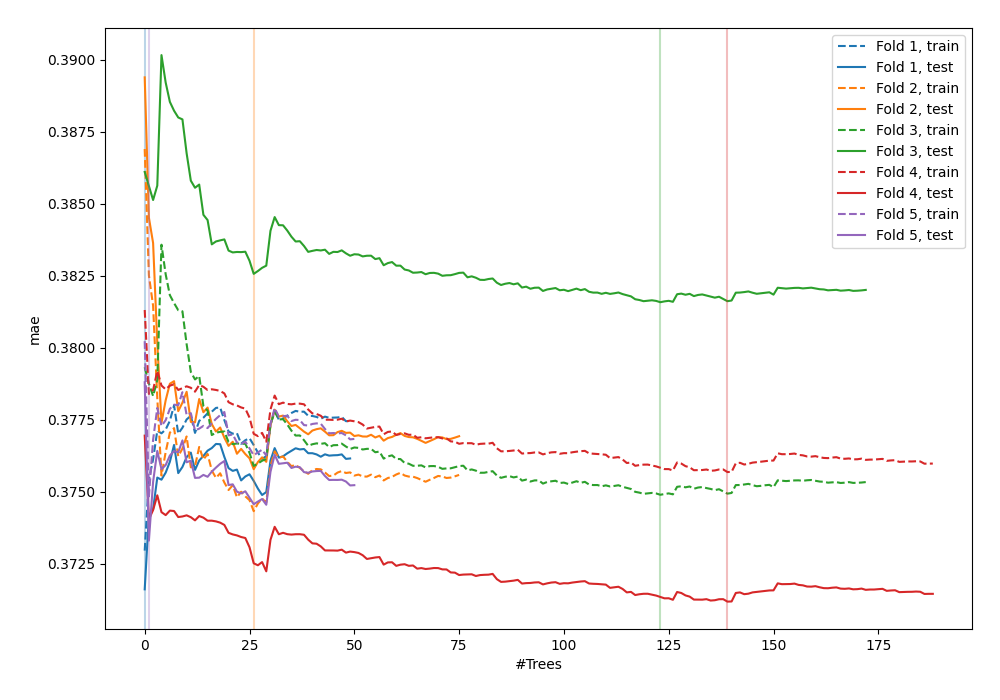 0.3900
0.3875
0.3850
0.3825
0.3800
0.3775
0.3750
0.3725
mae
0 25 50 75 100 125 150 175
#Trees
Fold 1, train
Fold 1, test
Fold 2, train
Fold 2, test
Fold 3, train
Fold 3, test
Fold 4, train
Fold 4, test
Fold 5, train
Fold 5, test